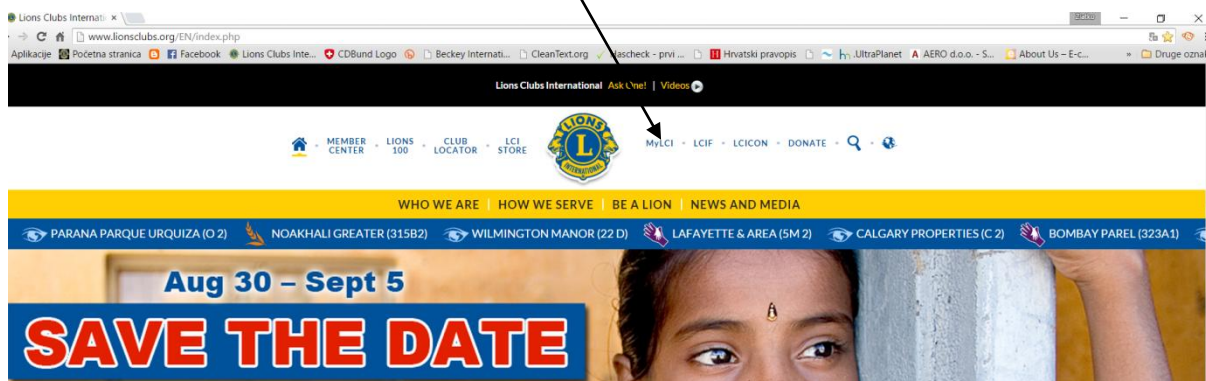 Lions Clubs Internati
www.lionsclubs.org/EN/index.php
Aplikacije Početna stranica Facebook Lions Clubs Inte... CDBund Logo Beckey Internati... CleanText.org Hascheck - prvi ... Hrvatski pravopis .UltraPlanet AERO d.o.o. - S... About Us – E-c... » Druge oznak
Lions Clubs International Ask One! | Videos
MEMBER CENTER LIONS 100 CLUB LOCATOR LCI STORE LIONS L INTERNATIONAL MyLCI LCIF LCICON DONATE
WHO WE ARE | HOW WE SERVE | BE A LION | NEWS AND MEDIA
PARANA PARQUE URQUIZA (O 2) NOAKHALI GREATER (315B2) WILMINGTON MANOR (22 D) LAFAYETTE & AREA (5M 2) CALGARY PROPERTIES (C 2) BOMBAY PAREL (323A1)
Aug 30 – Sept 5
SAVE THE DATE